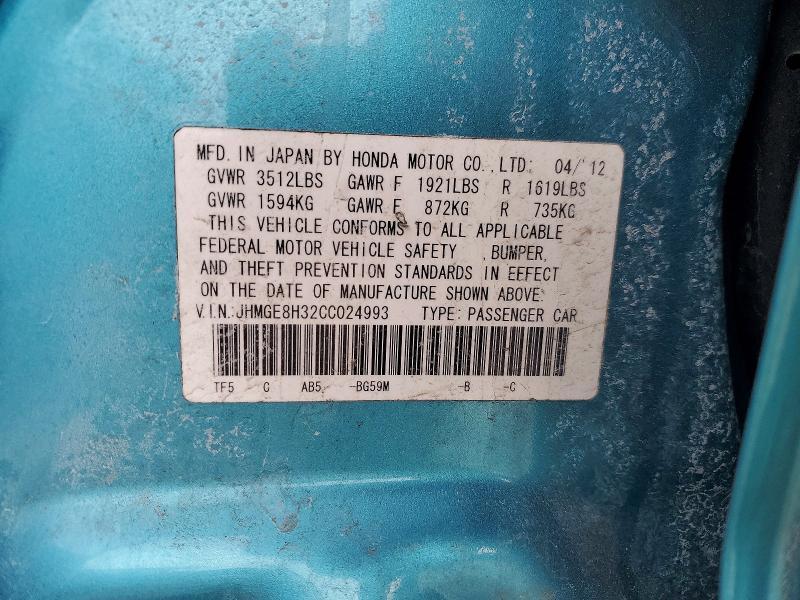 MFD. IN JAPAN BY HONDA MOTOR CO., LTD: 04/'12
GVWR 3512LBS GAWR F 1921LBS R 1619LBS
GVWR 1594KG GAWR F 872KG R 735KG
THIS VEHICLE CONFORMS TO ALL APPLICABLE
FEDERAL MOTOR VEHICLE SAFETY , BUMPER,
AND THEFT PREVENTION STANDARDS IN EFFECT
ON THE DATE OF MANUFACTURE SHOWN ABOVE.
V.I.N.:JHMGE8H32CC024993 TYPE: PASSENGER CAR
TF5 C AB5, -BG59M -B -C